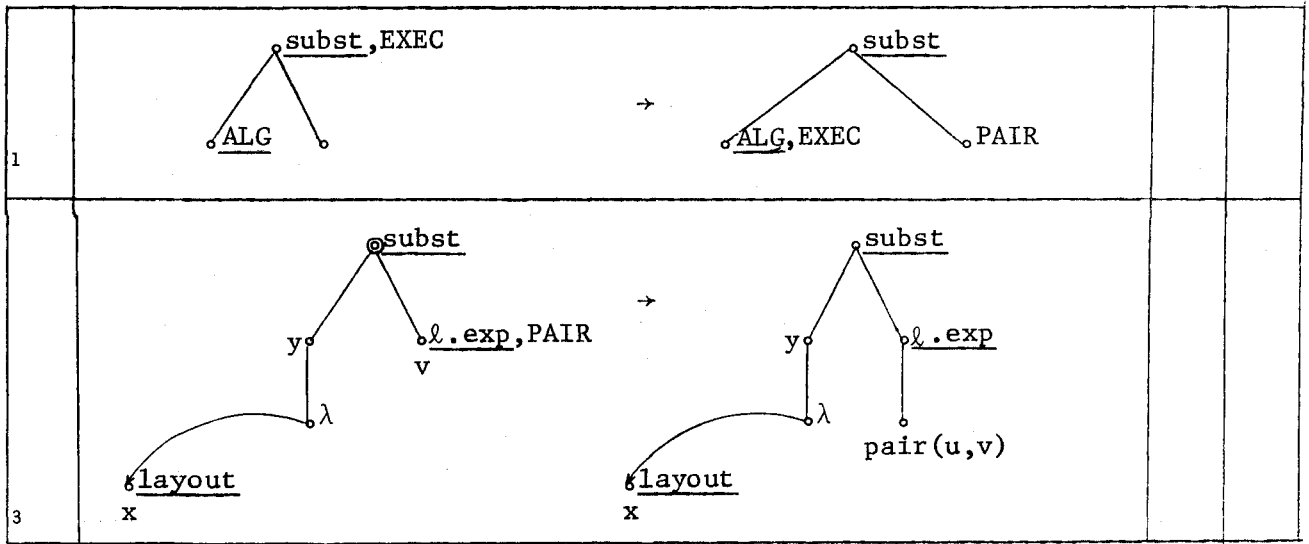 subst,EXEC → subst
ALG ALG,EXEC PAIR
1
subst → subst
y ℓ.exp,PAIR y ℓ.exp
v
λ λ pair(u,v)
layout layout
x x
3